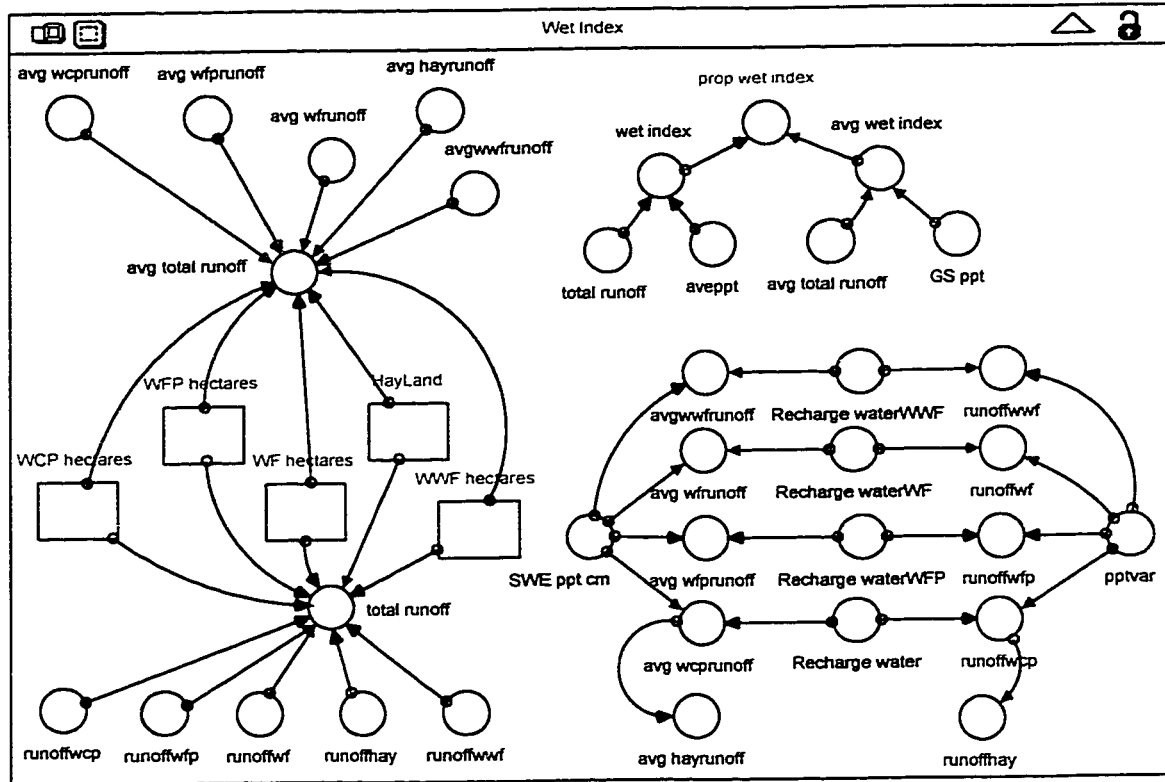 Wet Index
avg wcprunoff
avg wfprunoff
avg hayrunoff
avg wfrunoff
avgwwfrunoff
avg total runoff
WFP hectares
HayLand
WCP hectares
WF hectares
WWF hectares
total runoff
runoffwcp
runoffwfp
runoffwf
runoffhay
runoffwwf
prop wet index
wet index
avg wet index
total runoff
aveppt
avg total runoff
GS ppt
avgwwfrunoff
Recharge waterWWF
runoffwwf
avg wfrunoff
Recharge waterWF
runoffwf
SWE ppt cm
avg wfprunoff
Recharge waterWFP
runoffwfp
pptvar
avg wcprunoff
Recharge water
runoffwcp
avg hayrunoff
runoffhay